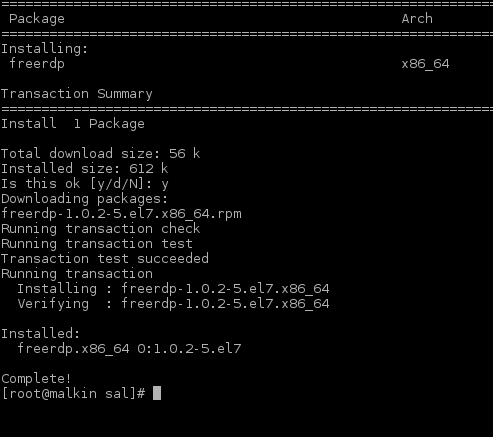 ================================================================
Package Arch
================================================================
Installing:
freerdp x86_64
Transaction Summary
================================================================
Install  1 Package
Total download size: 56 k
Installed size: 612 k
Is this ok [y/d/N]: y
Downloading packages:
freerdp-1.0.2-5.el7.x86_64.rpm
Running transaction check
Running transaction test
Transaction test succeeded
Running transaction
  Installing : freerdp-1.0.2-5.el7.x86_64
  Verifying  : freerdp-1.0.2-5.el7.x86_64
Installed:
  freerdp.x86_64 0:1.0.2-5.el7
Complete!
[root@malkin sal]#